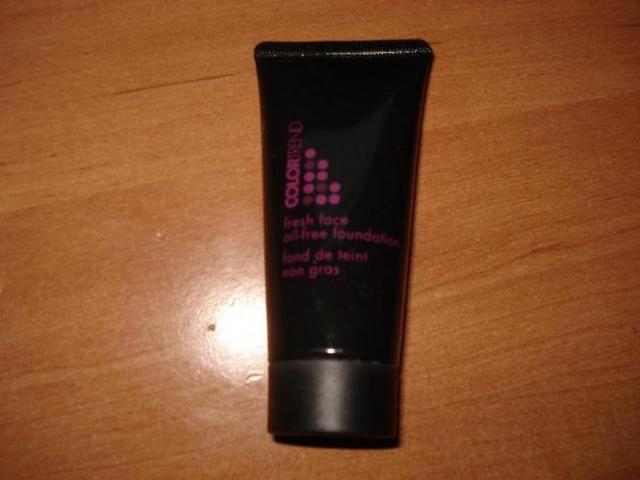 COLORTREND
fresh face
oil-free foundation
fond de teint
non gras